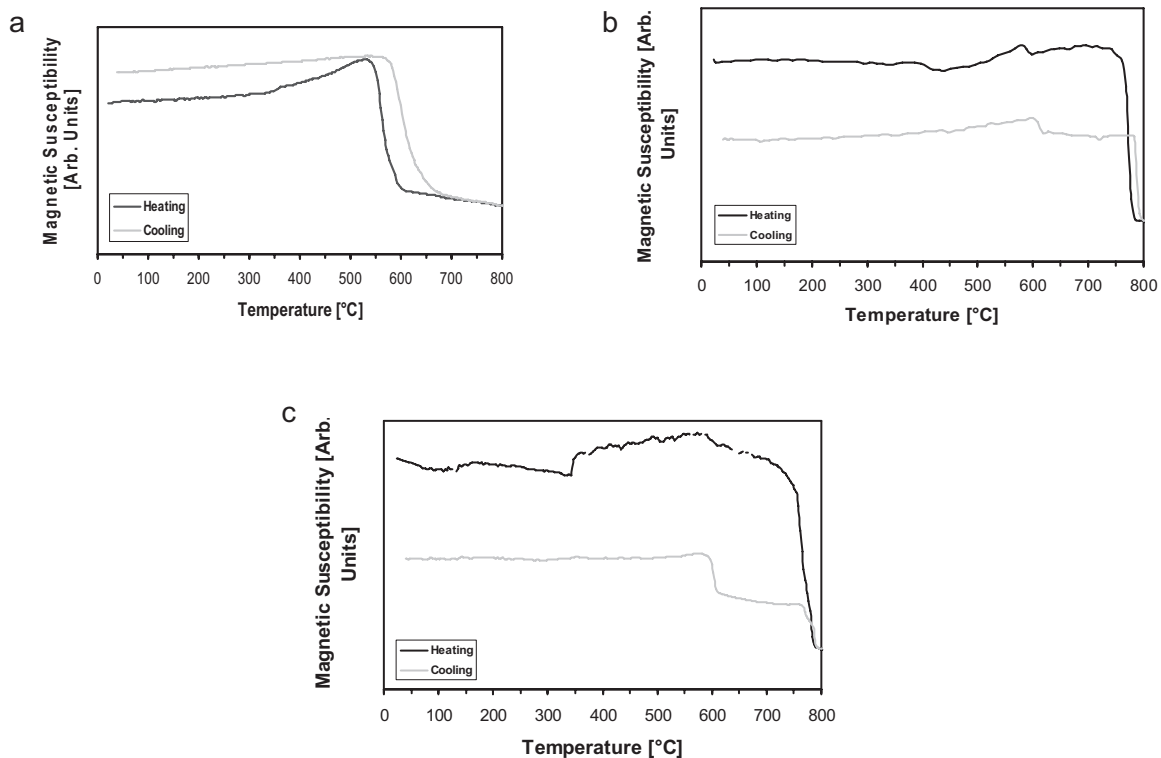 a
Magnetic Susceptibility
[Arb. Units]
Heating
Cooling
0 100 200 300 400 500 600 700 800
Temperature [°C]
b
Magnetic Susceptibility [Arb.
Units]
Heating
Cooling
0 100 200 300 400 500 600 700 800
Temperature [°C]
c
Magnetic Susceptibility [Arb.
Units]
Heating
Cooling
0 100 200 300 400 500 600 700 800
Temperature [°C]